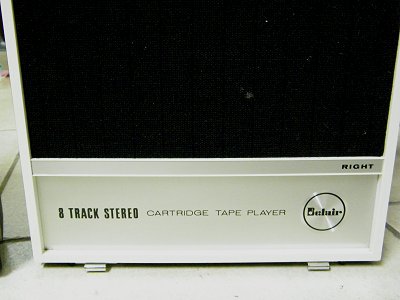 RIGHT
8 TRACK STEREO CARTRIDGE TAPE PLAYER Belair